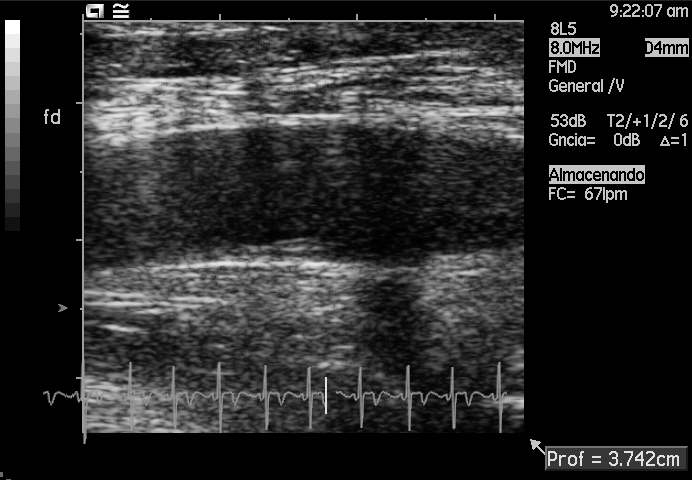 9:22:07 am
8L5
8.0MHz 04mm
FMD
General /V
fd
53dB T2/+1/2/ 6
Gncia= 0dB Δ=1
Almacenando
FC= 67lpm
Prof = 3.742cm